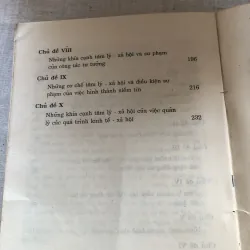 Chủ đề VIII
Những khía cạnh tâm lý - xã hội và sư phạm
của công tác tư tưởng 186
Chủ đề IX
Những cơ chế tâm lý - xã hội và điều kiện sư
phạm của việc hình thành niềm tin 216
Chủ đề X
Những khía cạnh tâm lý - xã hội của việc quản
lý các quá trình kinh tế - xã hội 232